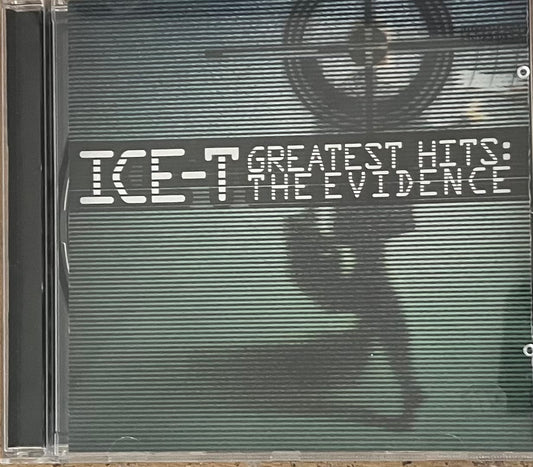 ICE-T
GREATEST HITS:
THE EVIDENCE